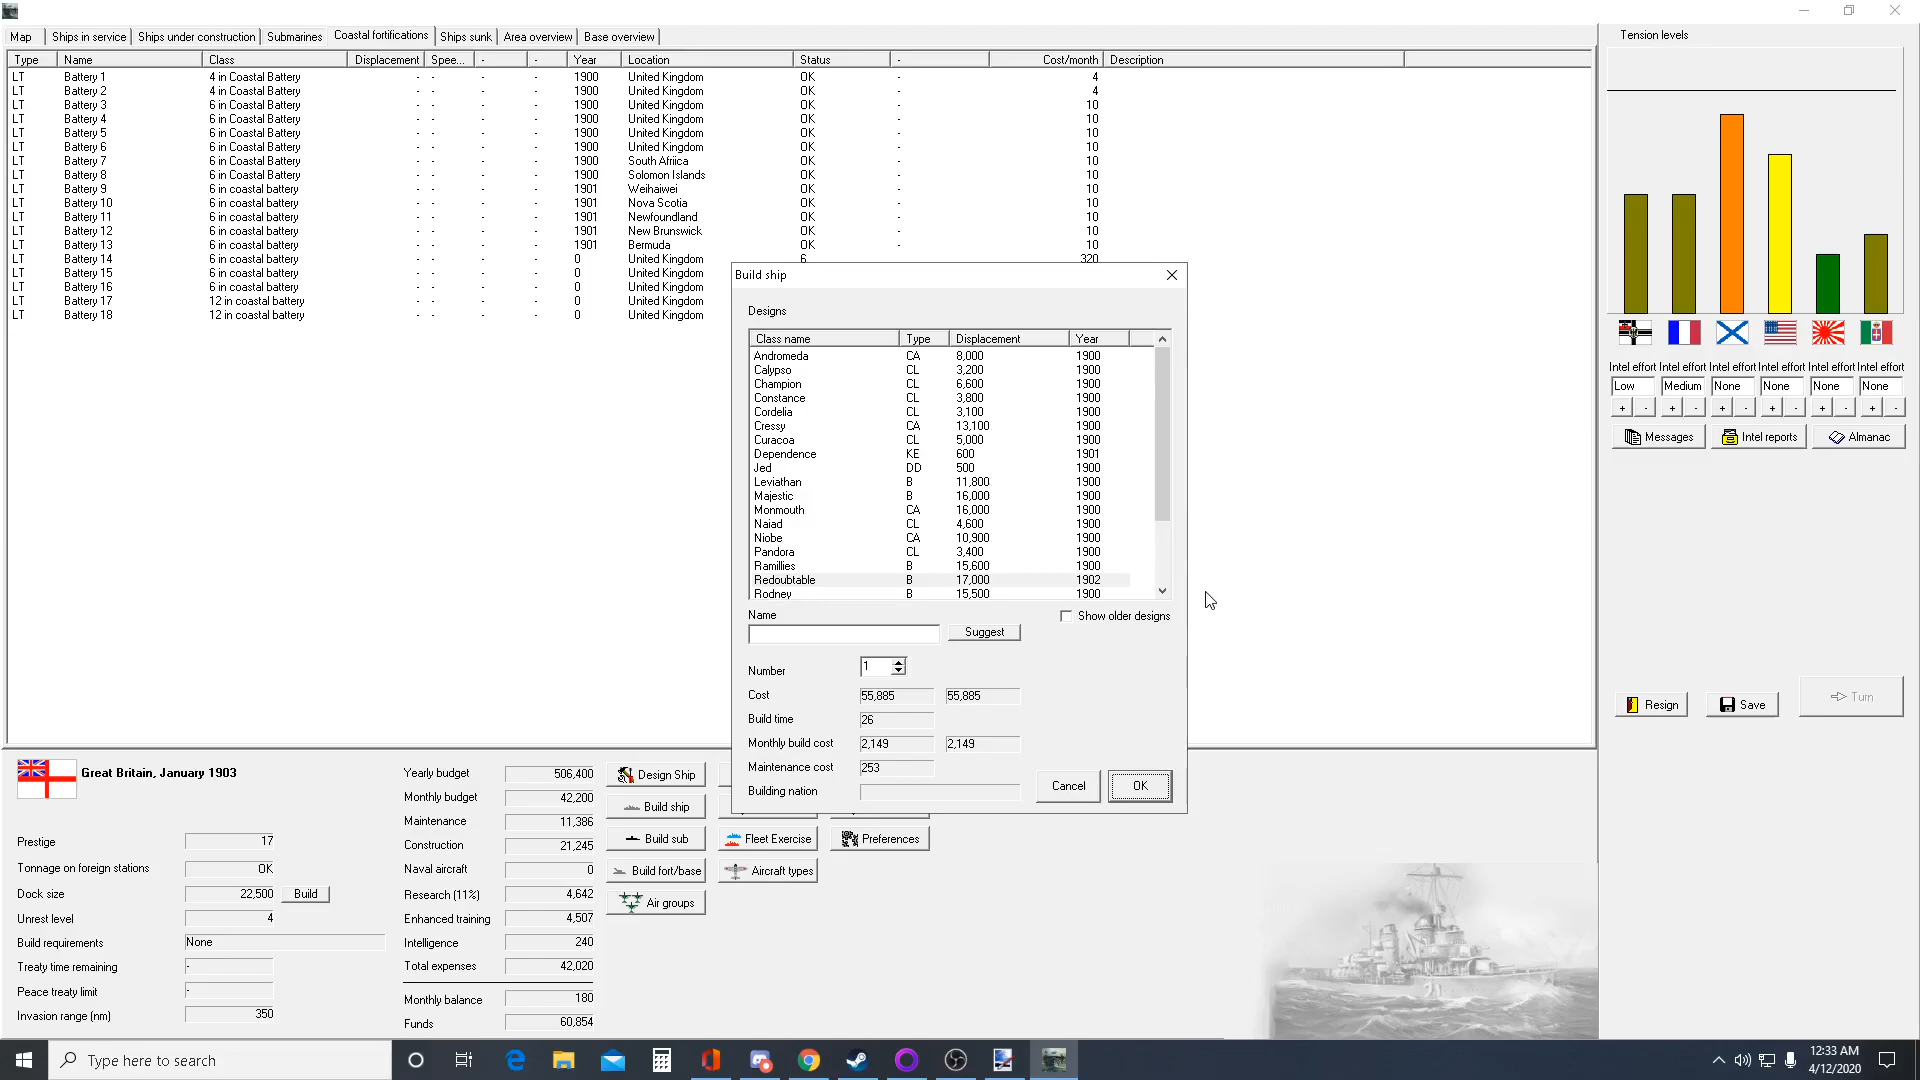 Map Ships in service Ships under construction Submarines Coastal fortifications Ships sunk Area overview Base overview
Type Name Class Displacement Spee... - - Year Location Status - Cost/month Description
LT Battery 1 4 in Coastal Battery - - - - 1900 United Kingdom OK - 4
LT Battery 2 4 in Coastal Battery - - - - 1900 United Kingdom OK - 4
LT Battery 3 6 in Coastal Battery - - - - 1900 United Kingdom OK - 10
LT Battery 4 6 in Coastal Battery - - - - 1900 United Kingdom OK - 10
LT Battery 5 6 in Coastal Battery - - - - 1900 United Kingdom OK - 10
LT Battery 6 6 in Coastal Battery - - - - 1900 United Kingdom OK - 10
LT Battery 7 6 in Coastal Battery - - - - 1900 South Afriica OK - 10
LT Battery 8 6 in Coastal Battery - - - - 1900 Solomon Islands OK - 10
LT Battery 9 6 in coastal battery - - - - 1901 Weihaiwei OK - 10
LT Battery 10 6 in coastal battery - - - - 1901 Nova Scotia OK - 10
LT Battery 11 6 in coastal battery - - - - 1901 Newfoundland OK - 10
LT Battery 12 6 in coastal battery - - - - 1901 New Brunswick OK - 10
LT Battery 13 6 in coastal battery - - - - 1901 Bermuda OK - 10
LT Battery 14 6 in coastal battery - - - - 0 United Kingdom 6 320
LT Battery 15 6 in coastal battery - - - - 0 United Kingdom
LT Battery 16 6 in coastal battery - - - - 0 United Kingdom
LT Battery 17 12 in coastal battery - - - - 0 United Kingdom
LT Battery 18 12 in coastal battery - - - - 0 United Kingdom
Build ship
Designs
Class name Type Displacement Year
Andromeda CA 8,000 1900
Calypso CL 3,200 1900
Champion CL 6,600 1900
Constance CL 3,800 1900
Cordelia CL 3,100 1900
Cressy CA 13,100 1900
Curacoa CL 5,000 1900
Dependence KE 600 1901
Jed DD 500 1900
Leviathan B 11,800 1900
Majestic B 16,000 1900
Monmouth CA 16,000 1900
Naiad CL 4,600 1900
Niobe CA 10,900 1900
Pandora CL 3,400 1900
Ramillies B 15,600 1900
Redoubtable B 17,000 1902
Rodney B 15,500 1900
Name Show older designs
Suggest
Number 1
Cost 55,885 55,885
Build time 26
Monthly build cost 2,149 2,149
Maintenance cost 253
Building nation
Cancel OK
Tension levels
Intel effort Intel effort Intel effort Intel effort Intel effort Intel effort
Low Medium None None None None
+ - + - + - + - + - + -
Messages Intel reports Almanac
Resign Save Turn
Great Britain, January 1903
Prestige 17
Tonnage on foreign stations OK
Dock size 22,500 Build
Unrest level 4
Build requirements None
Treaty time remaining -
Peace treaty limit -
Invasion range (nm) 350
Yearly budget 506,400
Monthly budget 42,200
Maintenance 11,386
Construction 21,245
Naval aircraft 0
Research (11%) 4,642
Enhanced training 4,507
Intelligence 240
Total expenses 42,020
Monthly balance 180
Funds 60,854
Design Ship
Build ship
Build sub Fleet Exercise Preferences
Build fort/base Aircraft types
Air groups
Type here to search
12:33 AM
4/12/2020